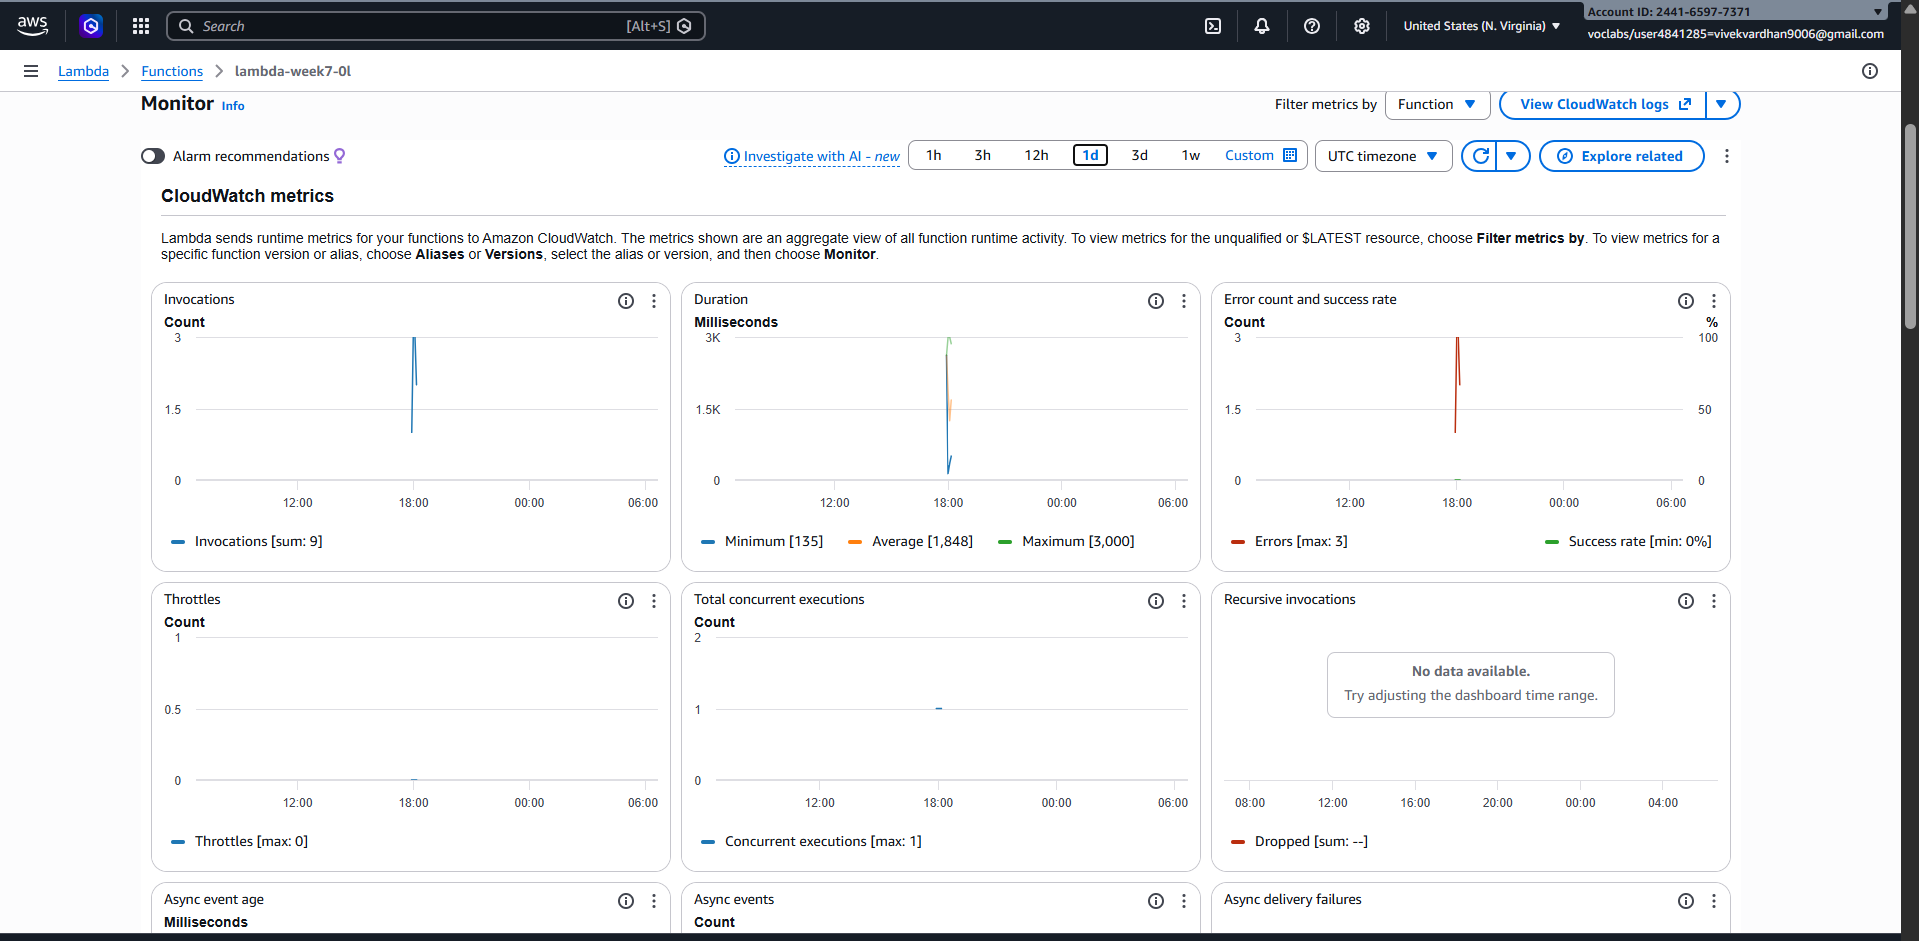 aws
Search [Alt+S]
United States (N. Virginia)
Account ID: 2441-6597-7371
voclabs/user4841285=vivekvardhan9006@gmail.com
Lambda Functions lambda-week7-0l
Monitor Info
Filter metrics by Function View CloudWatch logs
Alarm recommendations
Investigate with AI - new 1h 3h 12h 1d 3d 1w Custom UTC timezone Explore related
CloudWatch metrics
Lambda sends runtime metrics for your functions to Amazon CloudWatch. The metrics shown are an aggregate view of all function runtime activity. To view metrics for the unqualified or $LATEST resource, choose Filter metrics by. To view metrics for a
specific function version or alias, choose Aliases or Versions, select the alias or version, and then choose Monitor.
Invocations
Count
3
1.5
0
12:00 18:00 00:00 06:00
Invocations [sum: 9]
Duration
Milliseconds
3K
1.5K
0
12:00 18:00 00:00 06:00
Minimum [135] Average [1,848] Maximum [3,000]
Error count and success rate
Count %
3 100
1.5 50
0 0
12:00 18:00 00:00 06:00
Errors [max: 3] Success rate [min: 0%]
Throttles
Count
1
0.5
0
12:00 18:00 00:00 06:00
Throttles [max: 0]
Total concurrent executions
Count
2
1
0
12:00 18:00 00:00 06:00
Concurrent executions [max: 1]
Recursive invocations
No data available.
Try adjusting the dashboard time range.
08:00 12:00 16:00 20:00 00:00 04:00
Dropped [sum: --]
Async event age
Milliseconds
Async events
Count
Async delivery failures